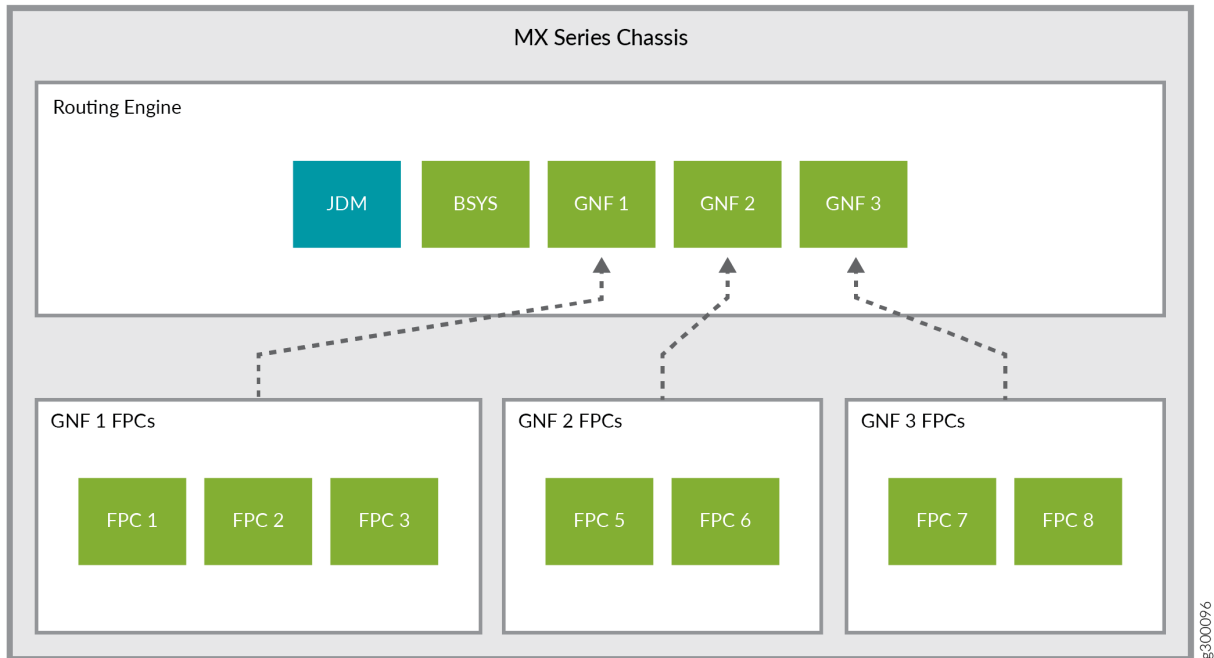 MX Series Chassis
Routing Engine
JDM
BSYS
GNF 1
GNF 2
GNF 3
GNF 1 FPCs
GNF 2 FPCs
GNF 3 FPCs
FPC 1
FPC 2
FPC 3
FPC 5
FPC 6
FPC 7
FPC 8
g300096